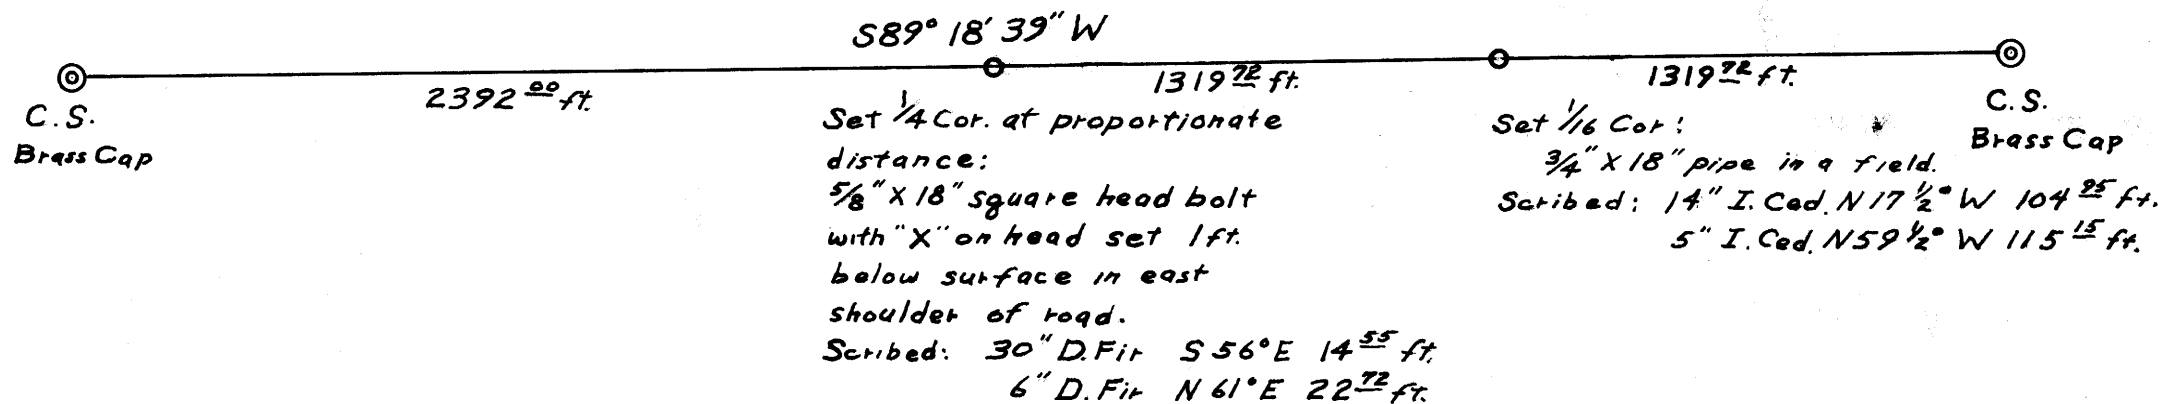 S89° 18' 39" W
2392 00 ft.
1319 72 ft.
1319 72 ft.
C.S.
Brass Cap
Set 1/4 Cor. at proportionate
distance:
5/8" X 18" square head bolt
with "X" on head set 1 ft.
below surface in east
shoulder of road.
Scribed: 30" D.Fir S 56° E 14 55 ft.
6" D.Fir N 61° E 22 72 ft.
Set 1/16 Cor:
3/4" X 18" pipe in a field.
Scribed: 14" I.Ced. N 17 1/2° W 104 95 ft.
5" I.Ced. N 59 1/2° W 115 15 ft.
C.S.
Brass Cap